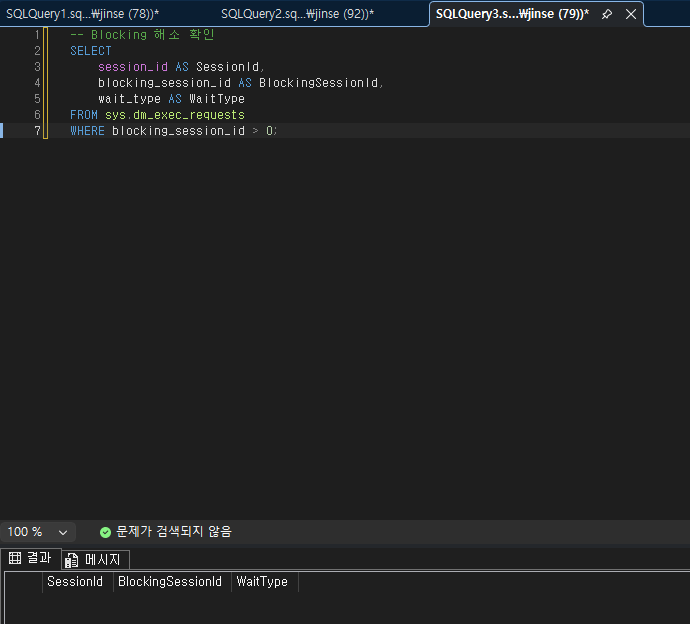 SQLQuery1.sq...₩jinse (78))* SQLQuery2.sq...₩jinse (92))* SQLQuery3.s...₩jinse (79))*
1 -- Blocking 해소 확인
2 SELECT
3 session_id AS SessionId,
4 blocking_session_id AS BlockingSessionId,
5 wait_type AS WaitType
6 FROM sys.dm_exec_requests
7 WHERE blocking_session_id > 0;
100 % 문제가 검색되지 않음
결과 메시지
SessionId BlockingSessionId WaitType